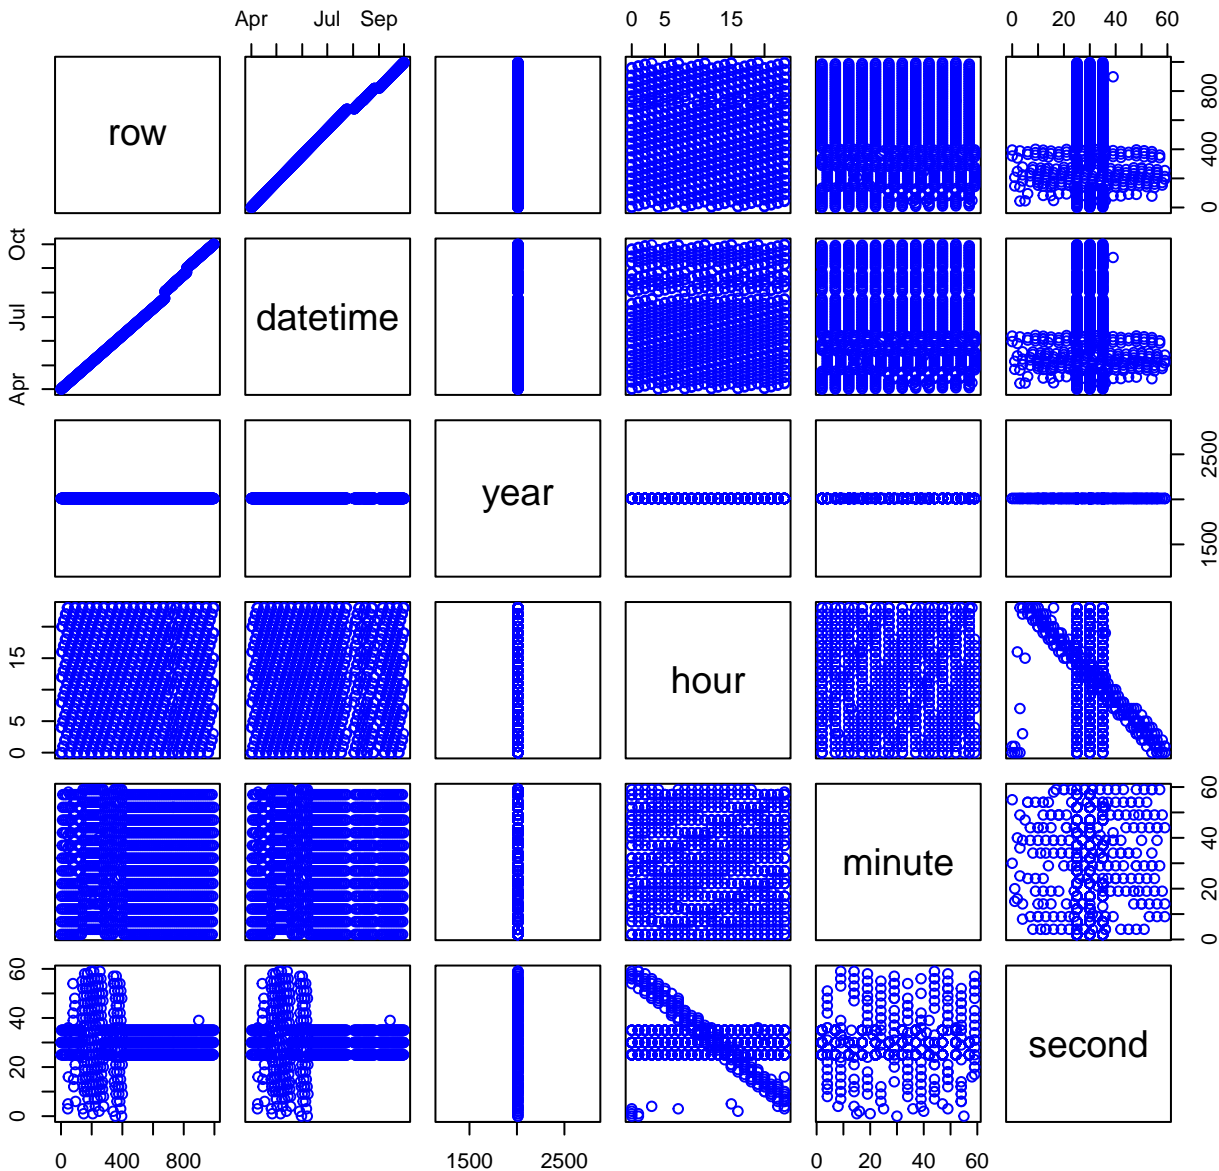 Apr Jul Sep 0 5 15 0 20 40 60
row
0 400 800
datetime
Apr Jul Oct
year
1500 2500
hour
0 5 15
minute
0 20 40 60
second
0 20 40 60
0 400 800 1500 2500 0 20 40 60